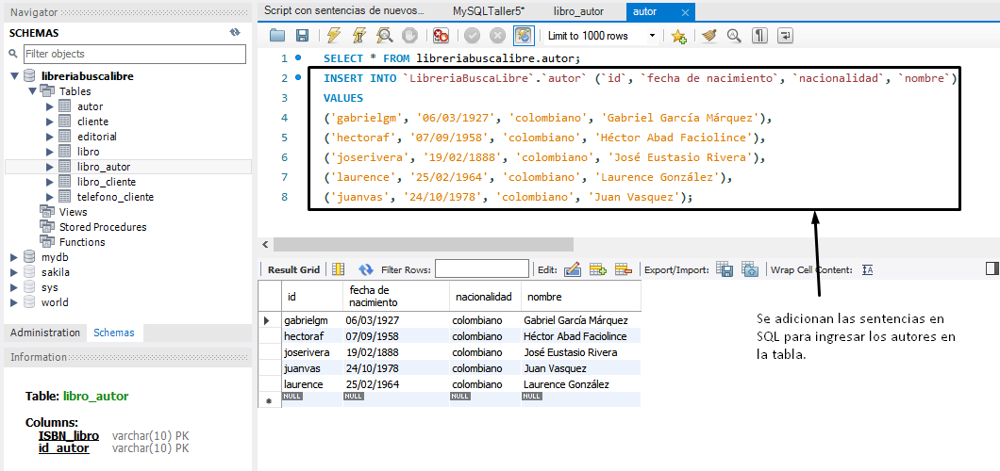 Navigator
SCHEMAS
Filter objects
libreriabuscalibre
Tables
autor
cliente
editorial
libro
libro_autor
libro_cliente
telefono_cliente
Views
Stored Procedures
Functions
mydb
sakila
sys
world
Administration Schemas
Information
Table: libro_autor
Columns:
ISBN_libro varchar(10) PK
id_autor varchar(10) PK
Script con sentencias de nuevos... MySQLTaller5* libro_autor autor
Limit to 1000 rows
1 SELECT * FROM libreriabuscalibre.autor;
2 INSERT INTO `LibreriaBuscaLibre`.`autor` (`id`, `fecha de nacimiento`, `nacionalidad`, `nombre`)
3 VALUES
4 ('gabrielgm', '06/03/1927', 'colombiano', 'Gabriel García Márquez'),
5 ('hectoraf', '07/09/1958', 'colombiano', 'Héctor Abad Faciolince'),
6 ('joserivera', '19/02/1888', 'colombiano', 'José Eustasio Rivera'),
7 ('laurence', '25/02/1964', 'colombiano', 'Laurence González'),
8 ('juanvas', '24/10/1978', 'colombiano', 'Juan Vasquez');
Result Grid Filter Rows: Edit: Export/Import: Wrap Cell Content:
id fecha de nacimiento nacionalidad nombre
gabrielgm 06/03/1927 colombiano Gabriel García Márquez
hectoraf 07/09/1958 colombiano Héctor Abad Faciolince
joserivera 19/02/1888 colombiano José Eustasio Rivera
juanvas 24/10/1978 colombiano Juan Vasquez
laurence 25/02/1964 colombiano Laurence González
NULL NULL NULL NULL
Se adicionan las sentencias en
SQL para ingresar los autores en
la tabla.